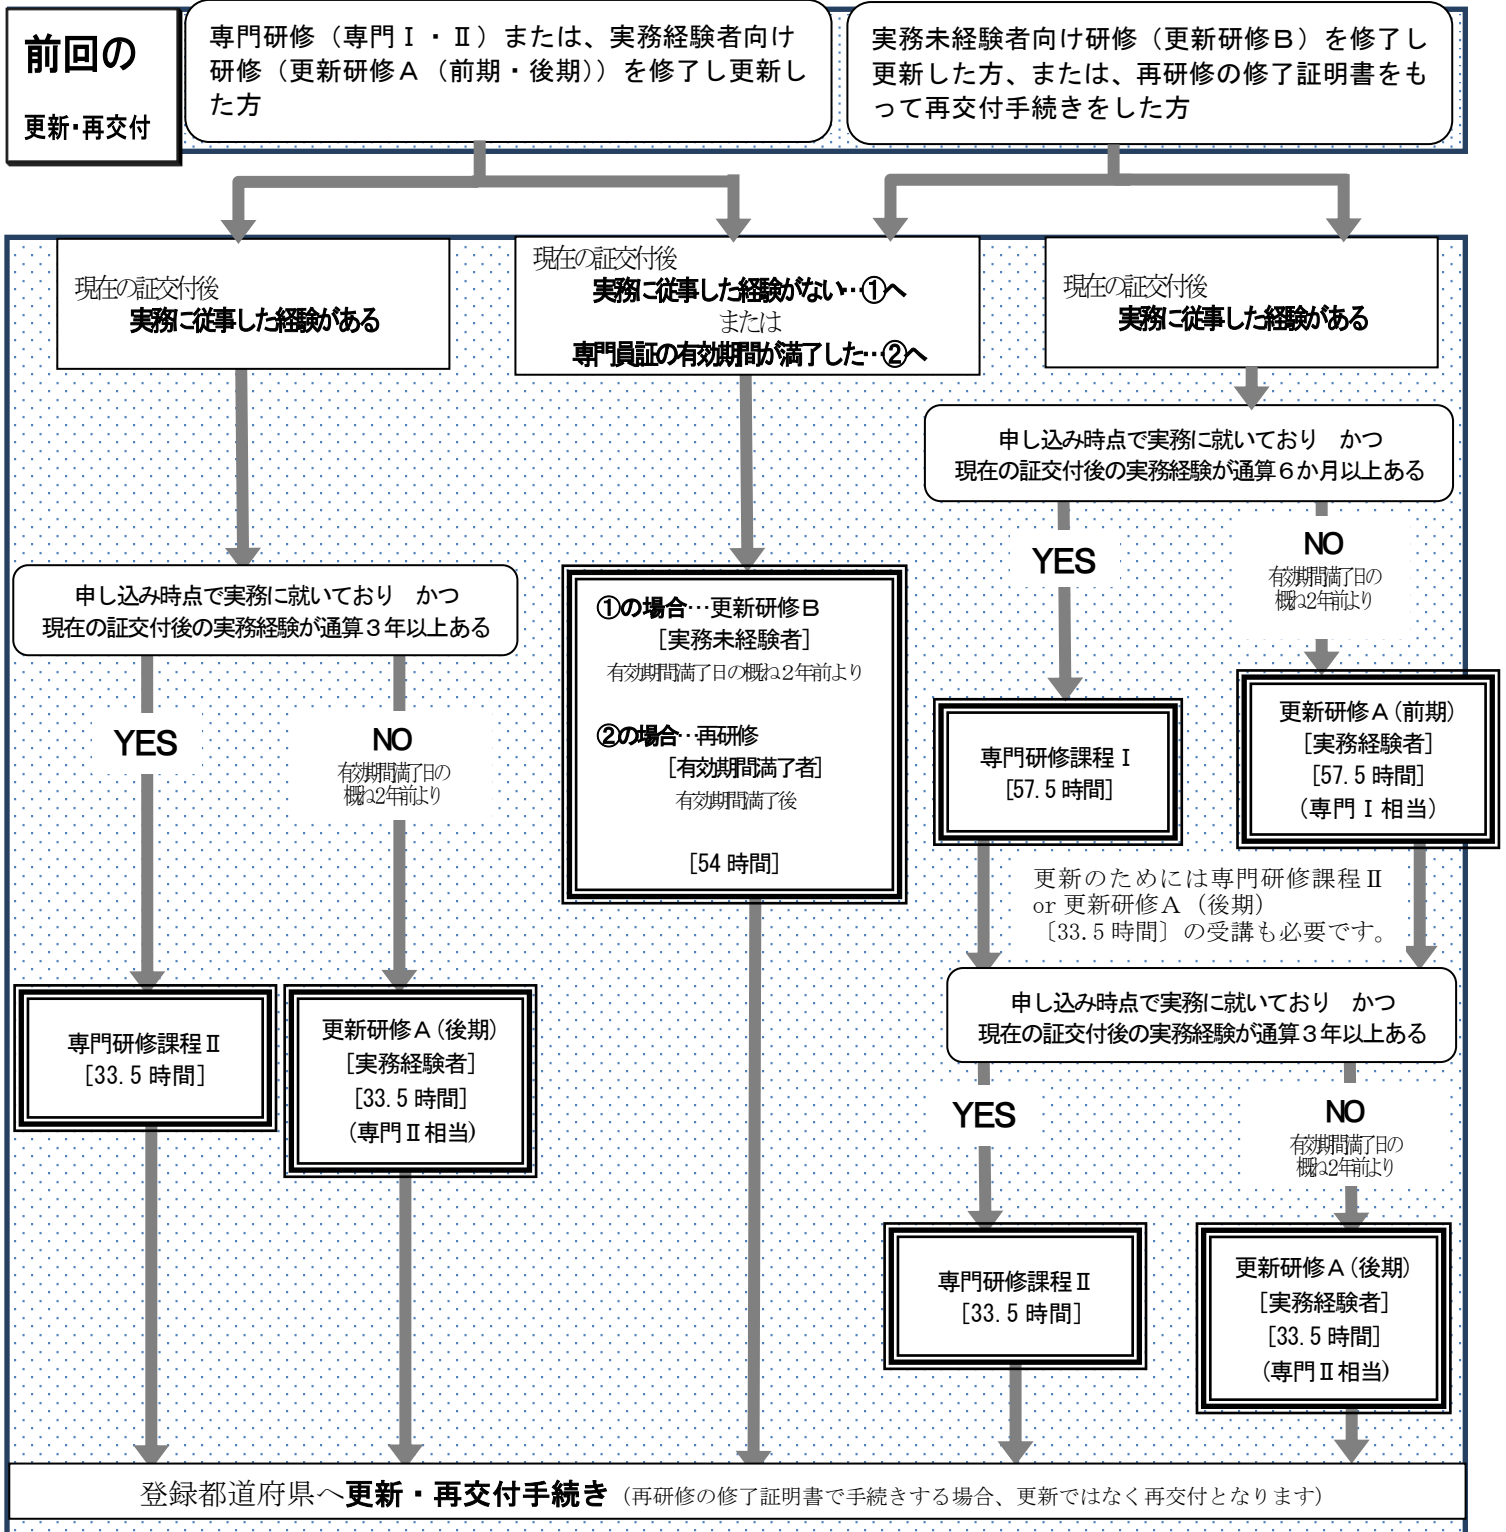 前回の
更新・再交付
専門研修（専門Ⅰ・Ⅱ）または、実務経験者向け
研修（更新研修Ａ（前期・後期））を修了し更新し
た方
実務未経験者向け研修（更新研修Ｂ）を修了し
更新した方、または、再研修の修了証明書をも
って再交付手続きをした方
現在の証交付後
実務に従事した経験がある
現在の証交付後
実務に従事した経験がない…①へ
または
専門員証の有効期間が満了した…②へ
現在の証交付後
実務に従事した経験がある
申し込み時点で実務に就いており　かつ
現在の証交付後の実務経験が通算６か月以上ある
YES
NO
有効期間満了日の
概ね2年前より
申し込み時点で実務に就いており　かつ
現在の証交付後の実務経験が通算３年以上ある
YES
NO
有効期間満了日の
概ね2年前より
①の場合…更新研修Ｂ
［実務未経験者］
有効期間満了日の概ね２年前より
②の場合…再研修
［有効期間満了者］
有効期間満了後
［54 時間］
専門研修課程Ⅰ
［57.5 時間］
更新研修Ａ（前期）
［実務経験者］
［57.5 時間］
（専門Ⅰ相当）
更新のためには専門研修課程Ⅱ
or 更新研修Ａ（後期）
〔33.5 時間〕の受講も必要です。
申し込み時点で実務に就いており　かつ
現在の証交付後の実務経験が通算３年以上ある
専門研修課程Ⅱ
［33.5 時間］
更新研修Ａ（後期）
［実務経験者］
［33.5 時間］
（専門Ⅱ相当）
YES
NO
有効期間満了日の
概ね2年前より
専門研修課程Ⅱ
［33.5 時間］
更新研修Ａ（後期）
［実務経験者］
［33.5 時間］
（専門Ⅱ相当）
登録都道府県へ更新・再交付手続き（再研修の修了証明書で手続きする場合、更新ではなく再交付となります）